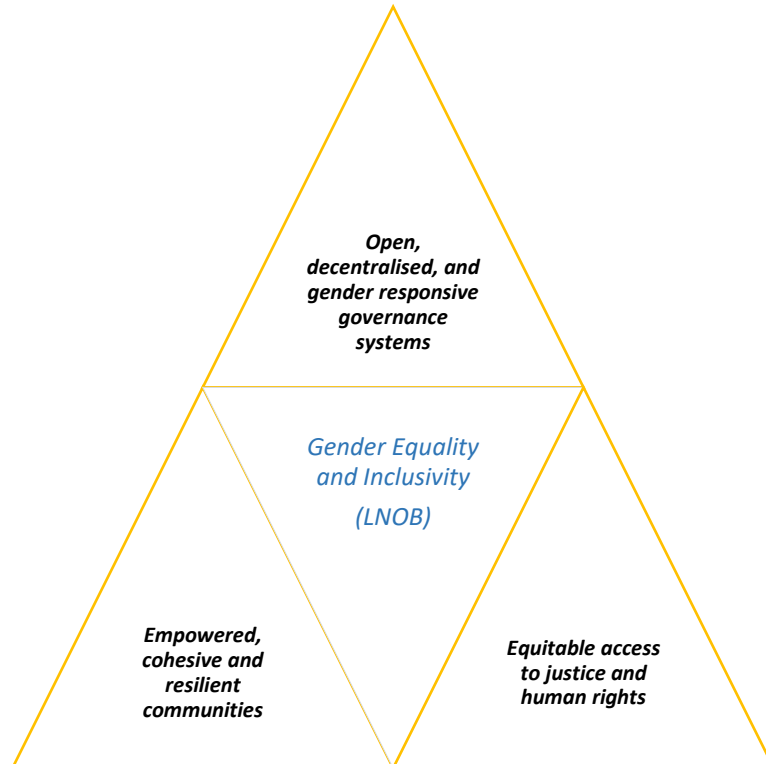 Open,
decentralised, and
gender responsive
governance
systems
Gender Equality
and Inclusivity
(LNOB)
Empowered,
cohesive and
resilient
communities
Equitable access
to justice and
human rights